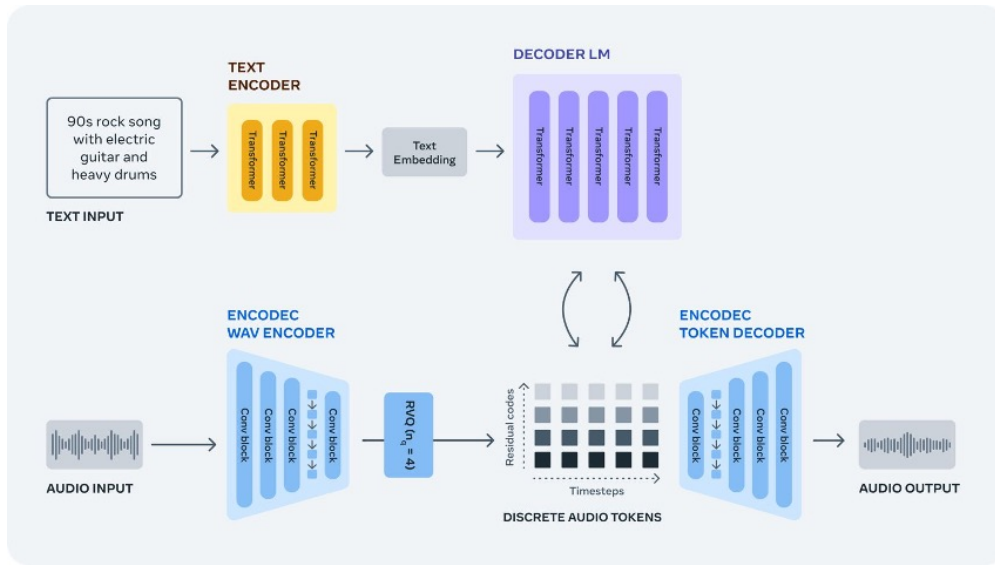 TEXT
ENCODER
DECODER LM
90s rock song
with electric
guitar and
heavy drums
TEXT INPUT
Transformer
Transformer
Transformer
Text
Embedding
Transformer
Transformer
Transformer
Transformer
Transformer
ENCODEC
WAV ENCODER
ENCODEC
TOKEN DECODER
Conv block
Conv block
Conv block
Conv block
RVQ (n_q = 4)
Residual codes
Timesteps
Conv block
Conv block
Conv block
Conv block
AUDIO INPUT
DISCRETE AUDIO TOKENS
AUDIO OUTPUT